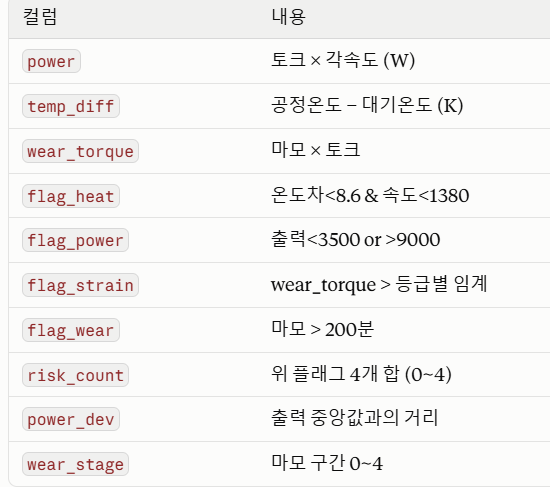 컬럼 내용
power 토크 × 각속도 (W)
temp_diff 공정온도 − 대기온도 (K)
wear_torque 마모 × 토크
flag_heat 온도차<8.6 & 속도<1380
flag_power 출력<3500 or >9000
flag_strain wear_torque > 등급별 임계
flag_wear 마모 > 200분
risk_count 위 플래그 4개 합 (0~4)
power_dev 출력 중앙값과의 거리
wear_stage 마모 구간 0~4